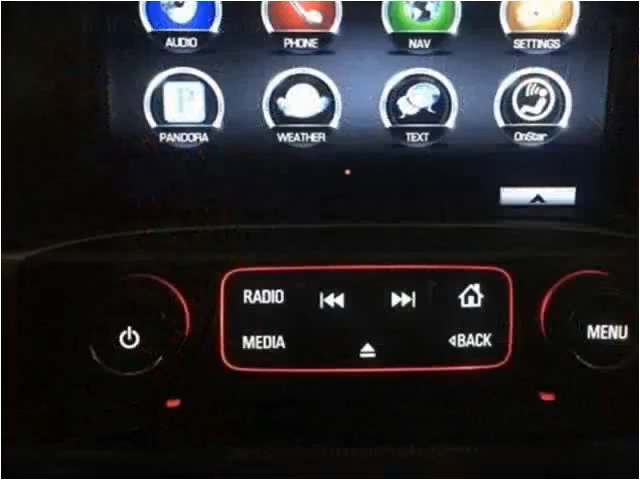 AUDIO PHONE NAV SETTINGS
P
PANDORA WEATHER TEXT OnStar
RADIO
MEDIA
◁BACK
MENU